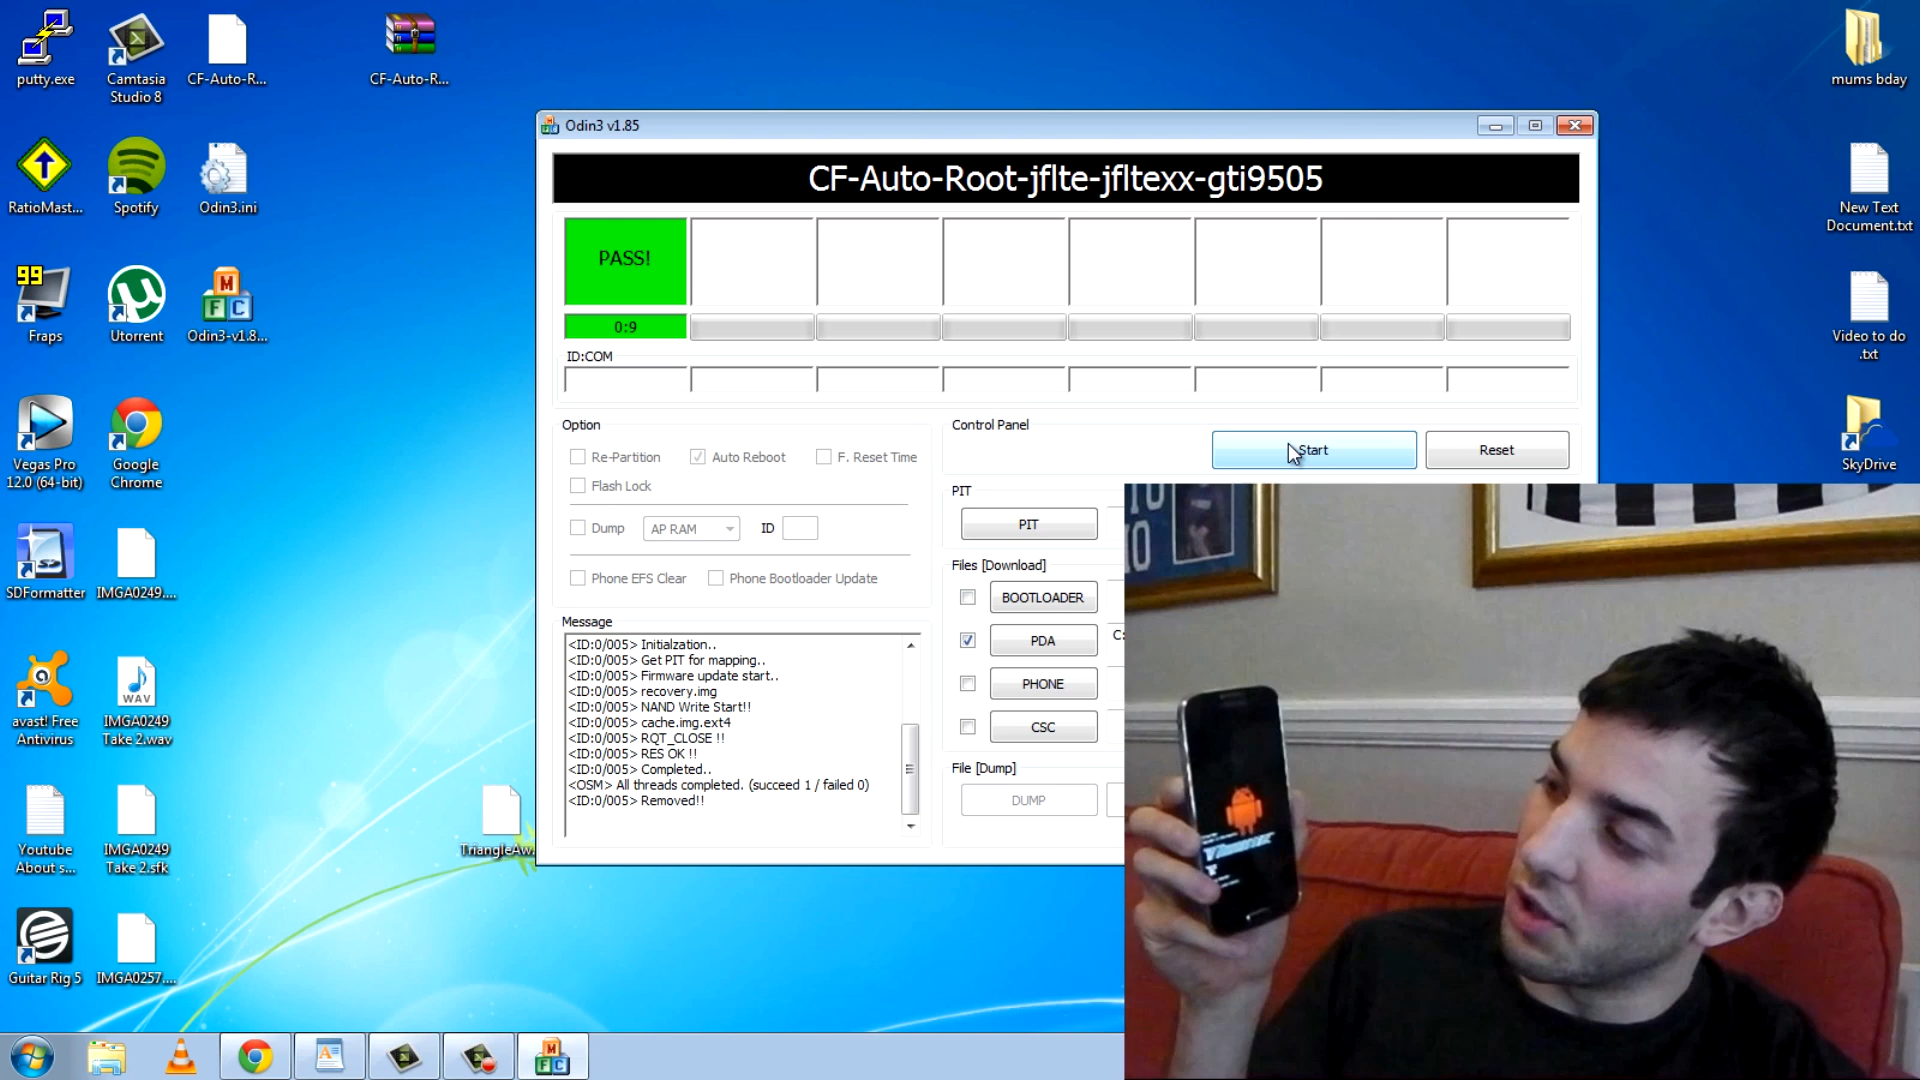 putty.exe
Camtasia
Studio 8
CF-Auto-R...
CF-Auto-R...
mums bday
RatioMast...
Spotify
Odin3.ini
New Text
Document.txt
99
Fraps
Utorrent
M
F C
Odin3-v1.8...
Video to do
.txt
Vegas Pro
12.0 (64-bit)
Google
Chrome
SkyDrive
SDFormatter
IMGA0249....
avast! Free
Antivirus
WAV
IMGA0249
Take 2.wav
Youtube
About s...
IMGA0249
Take 2.sfk
TriangleAw
Guitar Rig 5
IMGA0257....
Odin3 v1.85
CF-Auto-Root-jflte-jfltexx-gti9505
PASS!
0:9
ID:COM
Option
Re-Partition Auto Reboot F. Reset Time
Flash Lock
Dump AP RAM ID
Phone EFS Clear Phone Bootloader Update
Message
<ID:0/005> Initialzation..
<ID:0/005> Get PIT for mapping..
<ID:0/005> Firmware update start..
<ID:0/005> recovery.img
<ID:0/005> NAND Write Start!!
<ID:0/005> cache.img.ext4
<ID:0/005> RQT_CLOSE !!
<ID:0/005> RES OK !!
<ID:0/005> Completed..
<OSM> All threads completed. (succeed 1 / failed 0)
<ID:0/005> Removed!!
Control Panel
Start Reset
PIT
PIT
Files [Download]
BOOTLOADER
PDA C:
PHONE
CSC
File [Dump]
DUMP